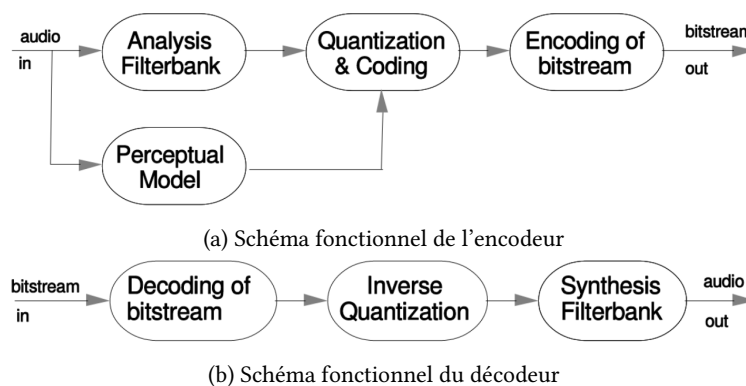 audio
in
Analysis
Filterbank
Quantization
& Coding
Encoding of
bitstream
bitstream
out
Perceptual
Model
(a) Schéma fonctionnel de l'encodeur
bitstream
in
Decoding of
bitstream
Inverse
Quantization
Synthesis
Filterbank
audio
out
(b) Schéma fonctionnel du décodeur